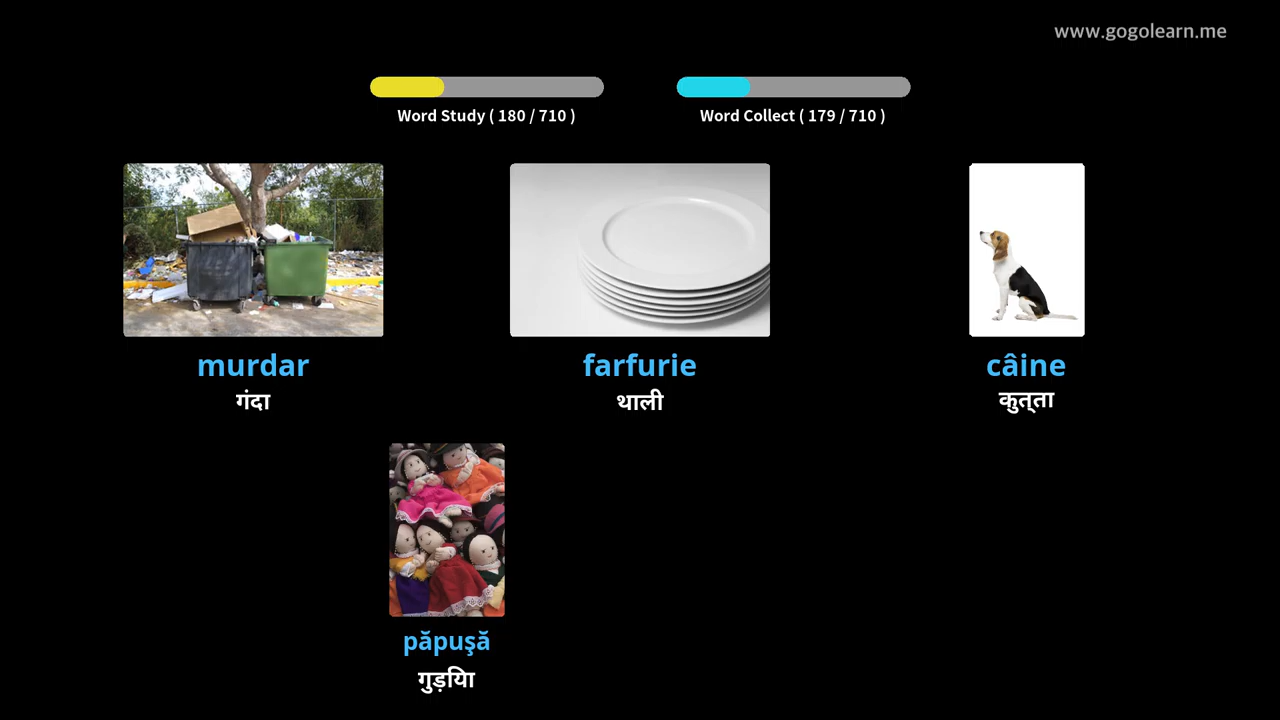 www.gogolearn.me
Word Study ( 180 / 710 )
Word Collect ( 179 / 710 )
murdar
farfurie
câine
गंदा
थाली
कुत्ता
păpuşă
गुड़िया